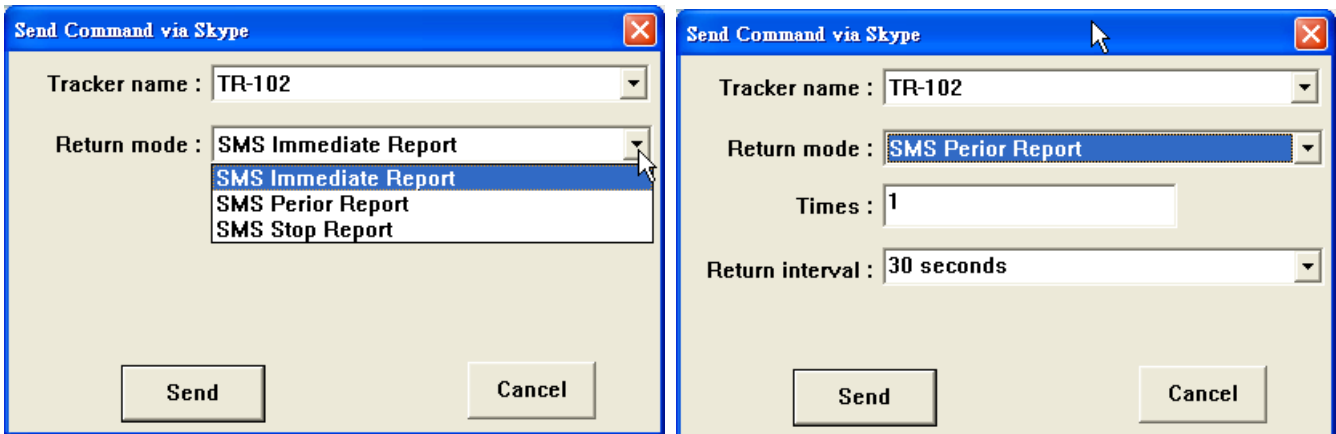 Send Command via Skype
Tracker name : TR-102
Return mode : SMS Immediate Report
SMS Immediate Report
SMS Perior Report
SMS Stop Report
Send Cancel
Send Command via Skype
Tracker name : TR-102
Return mode : SMS Perior Report
Times : 1
Return interval : 30 seconds
Send Cancel